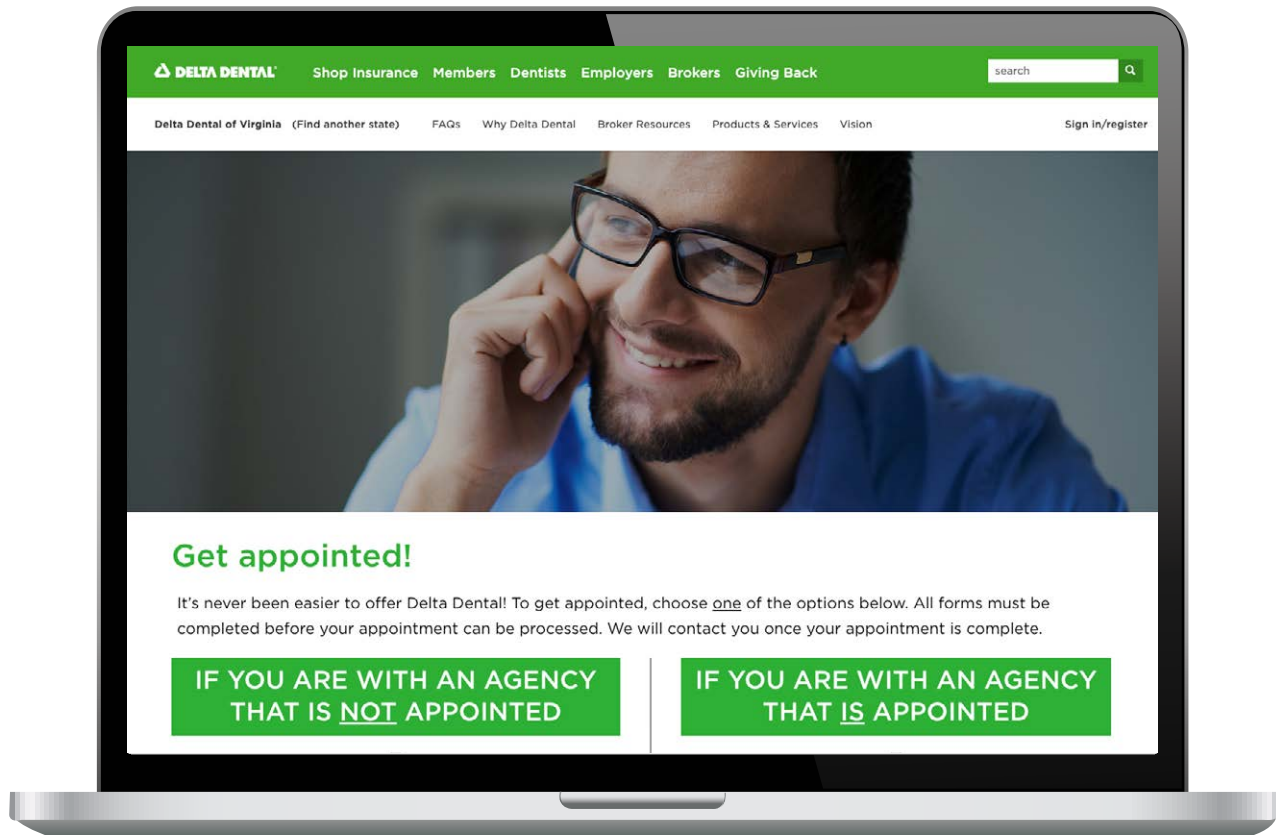 DELTA DENTAL
Shop Insurance Members Dentists Employers Brokers Giving Back
search
Delta Dental of Virginia (Find another state) FAQs Why Delta Dental Broker Resources Products & Services Vision Sign in/register
Get appointed!
It's never been easier to offer Delta Dental! To get appointed, choose one of the options below. All forms must be
completed before your appointment can be processed. We will contact you once your appointment is complete.
IF YOU ARE WITH AN AGENCY
THAT IS NOT APPOINTED
IF YOU ARE WITH AN AGENCY
THAT IS APPOINTED